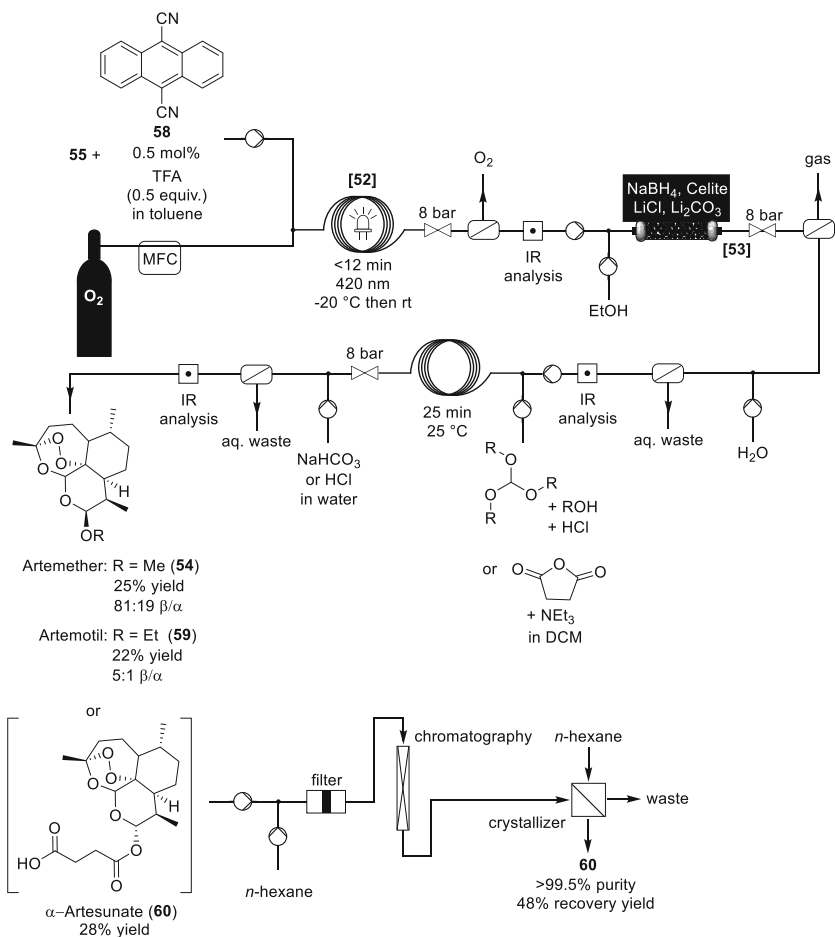 CN
CN
58
55 +
0.5 mol%
TFA
(0.5 equiv.)
in toluene
MFC
O2
[52]
<12 min
420 nm
-20 °C then rt
8 bar
O2
IR
analysis
EtOH
NaBH4, Celite
LiCl, Li2CO3
[53]
8 bar
gas
H2O
aq. waste
IR
analysis
R
O
O
O
R
R
+ ROH
+ HCl
or
O
O
O
+ NEt3
in DCM
25 min
25 °C
8 bar
NaHCO3
or HCl
in water
aq. waste
IR
analysis
O
O
O
O
H
OR
Artemether: R = Me (54)
25% yield
81:19 β/α
Artemotil: R = Et (59)
22% yield
5:1 β/α
or
O
O
O
O
H
O
O
HO
O
α–Artesunate (60)
28% yield
n-hexane
filter
chromatography
n-hexane
crystallizer
waste
60
>99.5% purity
48% recovery yield